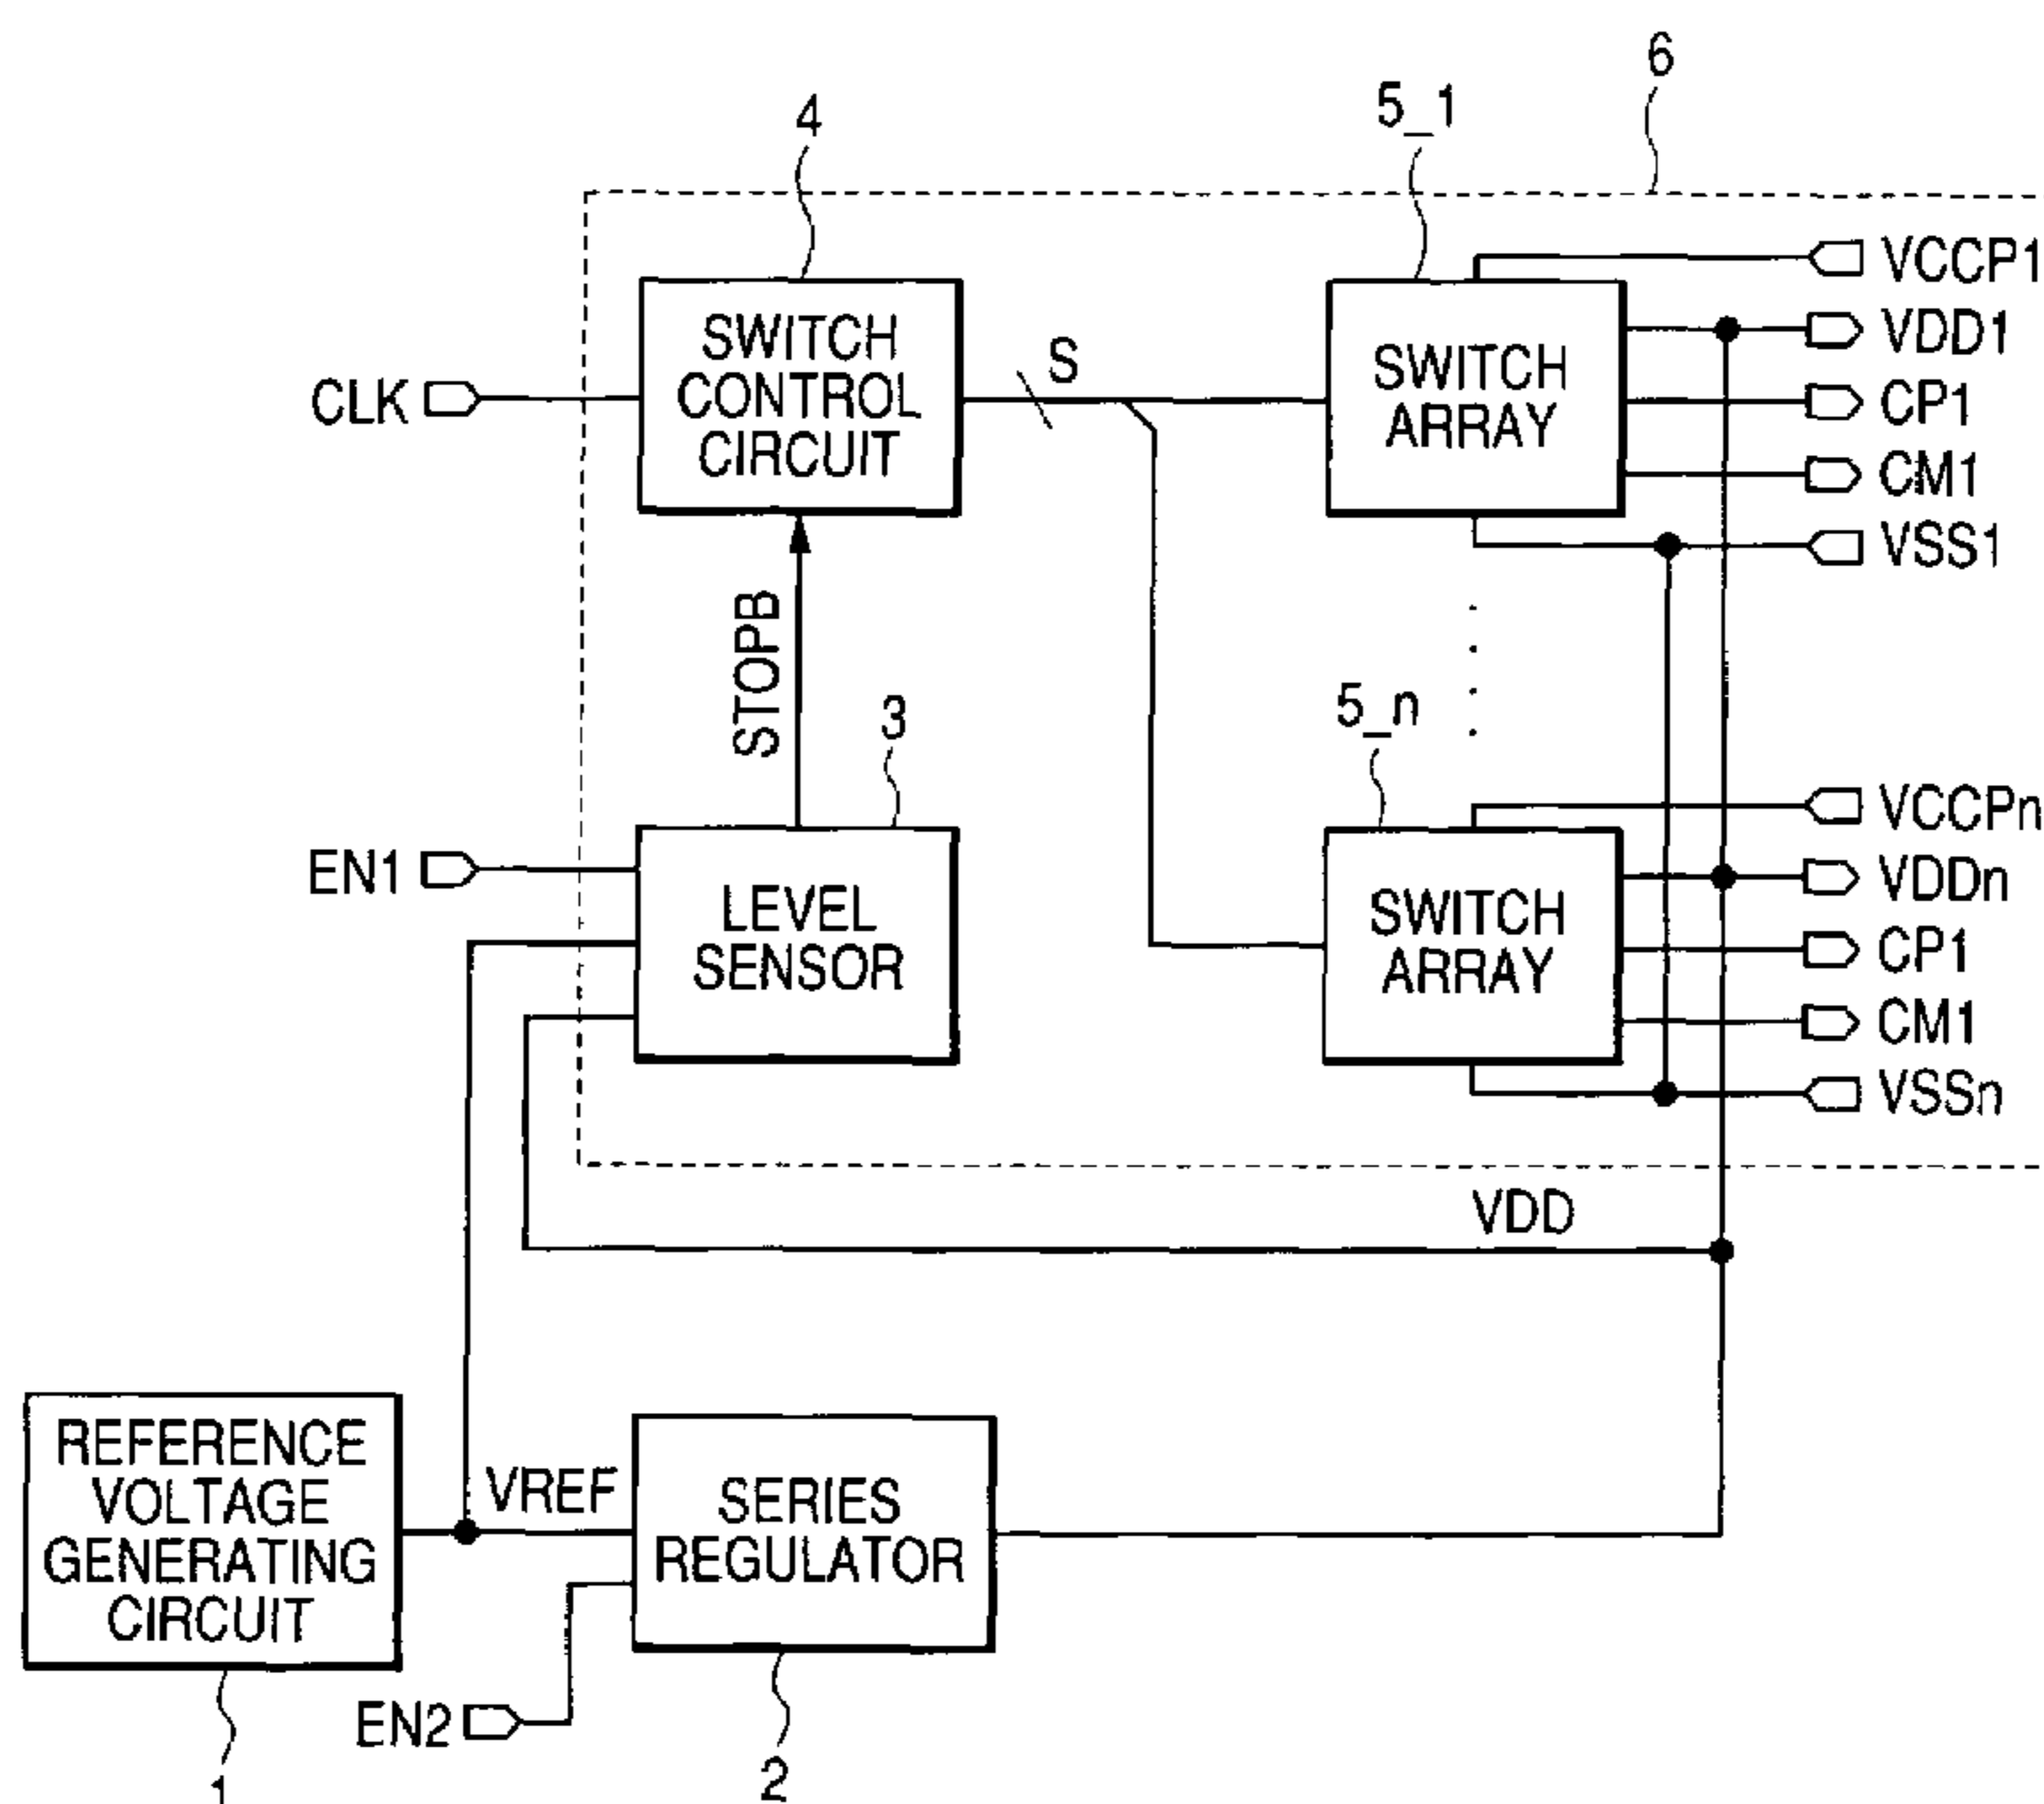 6
4
5_1
VCCP1
SWITCH
CONTROL
CIRCUIT
S
SWITCH
ARRAY
VDD1
CLK
CP1
CM1
VSS1
STOPB
3
5_n
VCCPn
EN1
LEVEL
SENSOR
SWITCH
ARRAY
VDDn
CP1
CM1
VSSn
VDD
REFERENCE
VOLTAGE
GENERATING
CIRCUIT
VREF
SERIES
REGULATOR
EN2
1
2